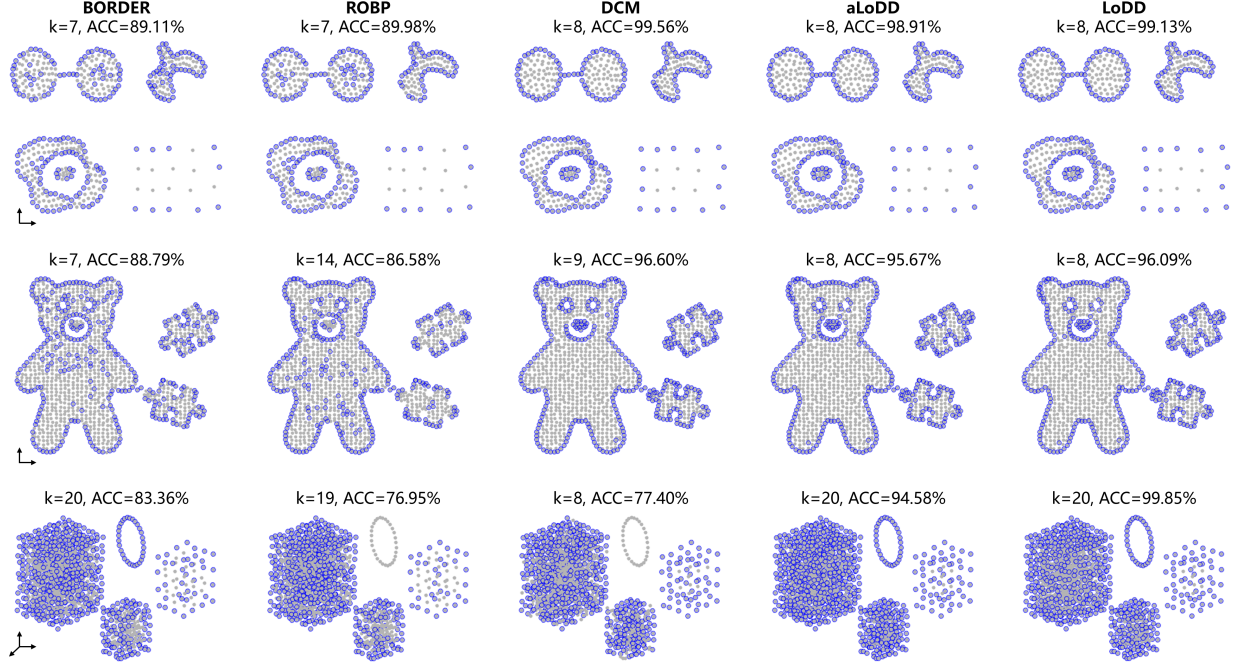 BORDER ROBP DCM aLoDD LoDD
k=7, ACC=89.11% k=7, ACC=89.98% k=8, ACC=99.56% k=8, ACC=98.91% k=8, ACC=99.13%
k=7, ACC=88.79% k=14, ACC=86.58% k=9, ACC=96.60% k=8, ACC=95.67% k=8, ACC=96.09%
k=20, ACC=83.36% k=19, ACC=76.95% k=8, ACC=77.40% k=20, ACC=94.58% k=20, ACC=99.85%